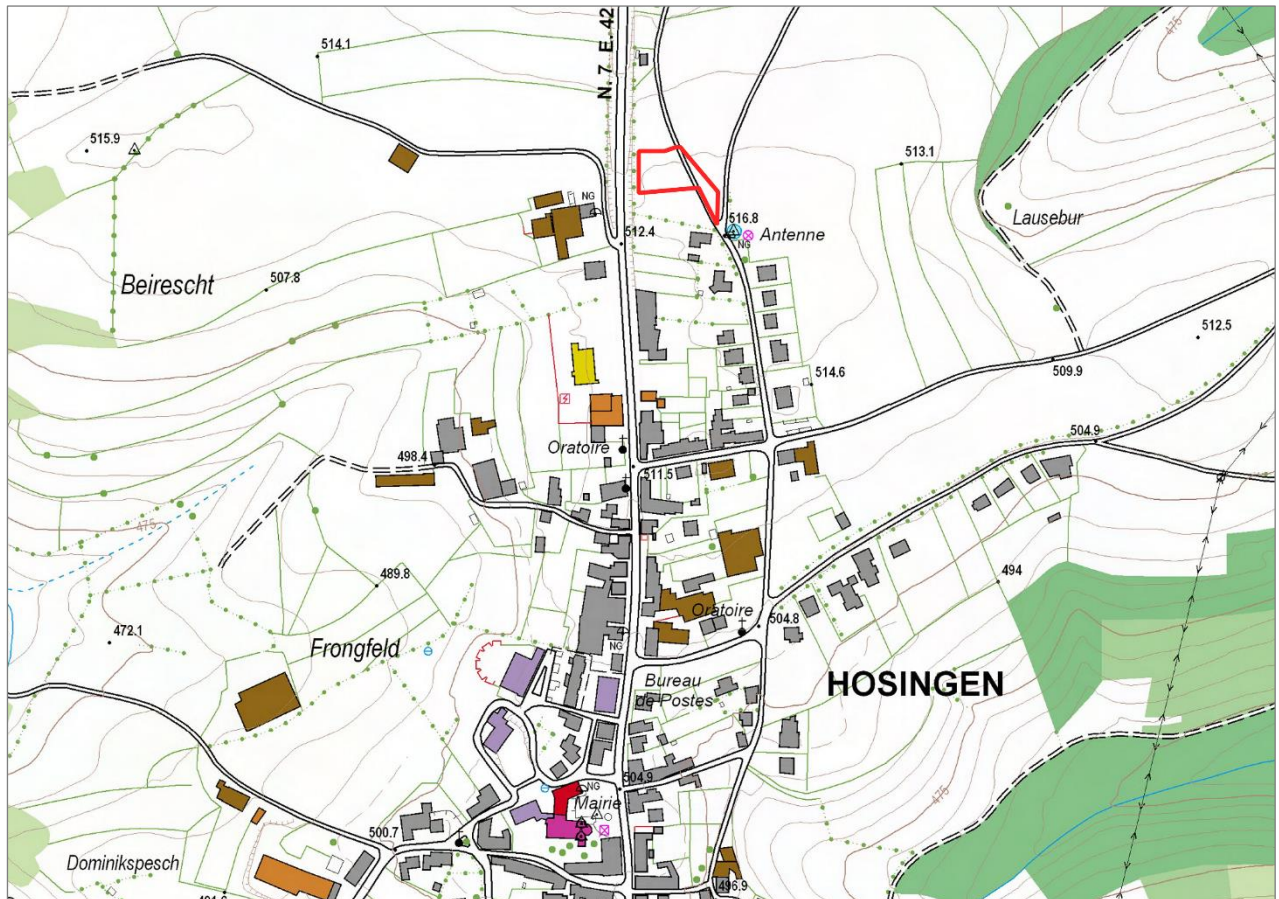 N. 7 E. 42
514.1
475
515.9
513.1
NG
Lausebur
516.8
Antenne
NG
512.4
Beirescht
507.8
512.5
509.9
514.6
Oratoire
504.9
498.4
511.5
475
489.8
494
Oratoire
504.8
472.1
Frongfeld
NG
HOSINGEN
Bureau
de Postes
504.9
NG
475
Mairie
500.7
Dominikspesch
496.9